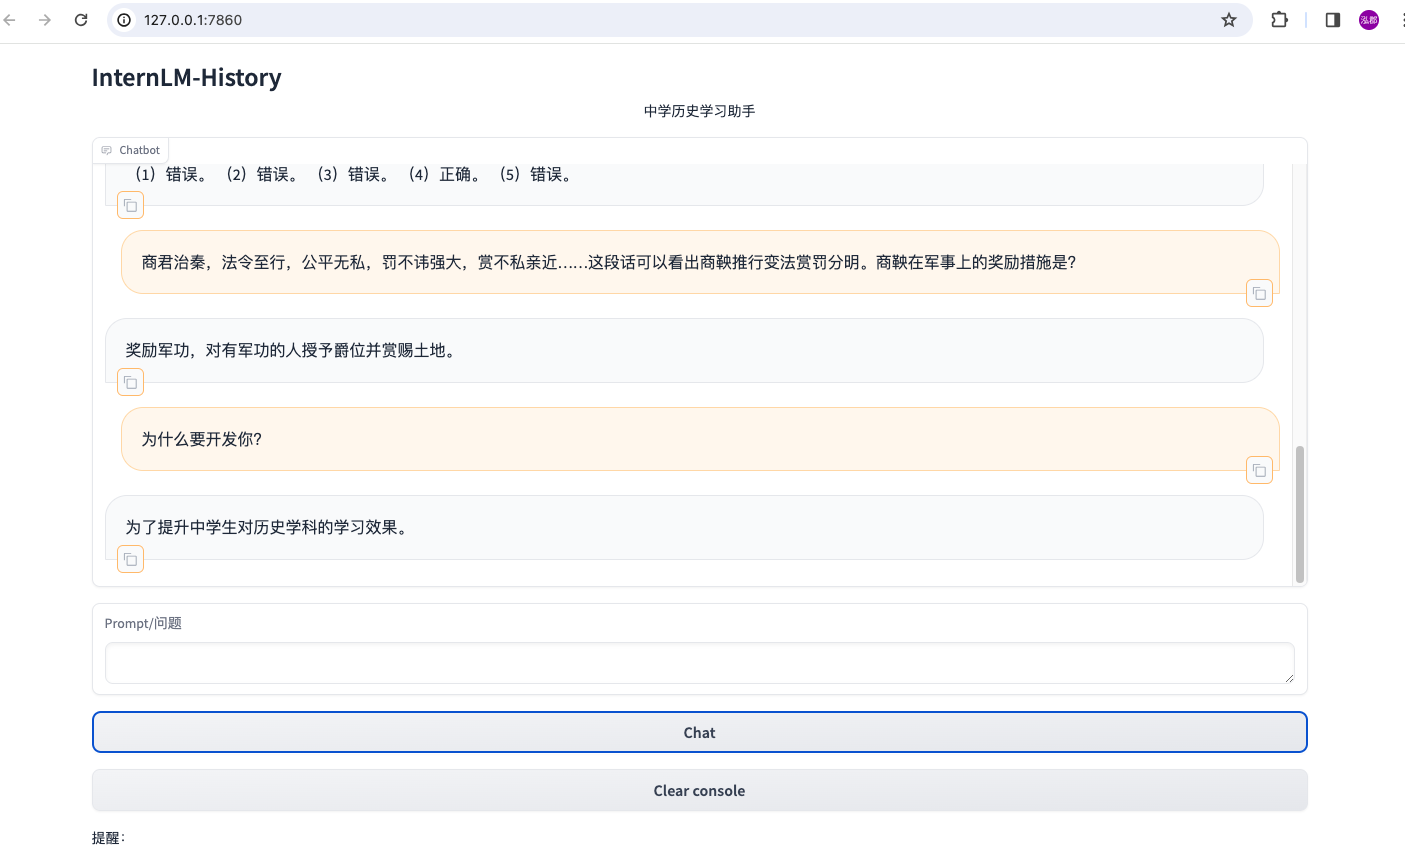 127.0.0.1:7860
泓都
InternLM-History
中学历史学习助手
Chatbot
（1）错误。（2）错误。（3）错误。（4）正确。（5）错误。
商君治秦，法令至行，公平无私，罚不讳强大，赏不私亲近……这段话可以看出商鞅推行变法赏罚分明。商鞅在军事上的奖励措施是?
奖励军功，对有军功的人授予爵位并赏赐土地。
为什么要开发你?
为了提升中学生对历史学科的学习效果。
Prompt/问题
Chat
Clear console
提醒：